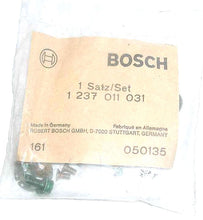 BOSCH
1 Satz/Set
1 237 011 031
Made in Germany
Fabriqué en Allemagne
ROBERT BOSCH GMBH, D-7000 STUTTGART, GERMANY
161
050135